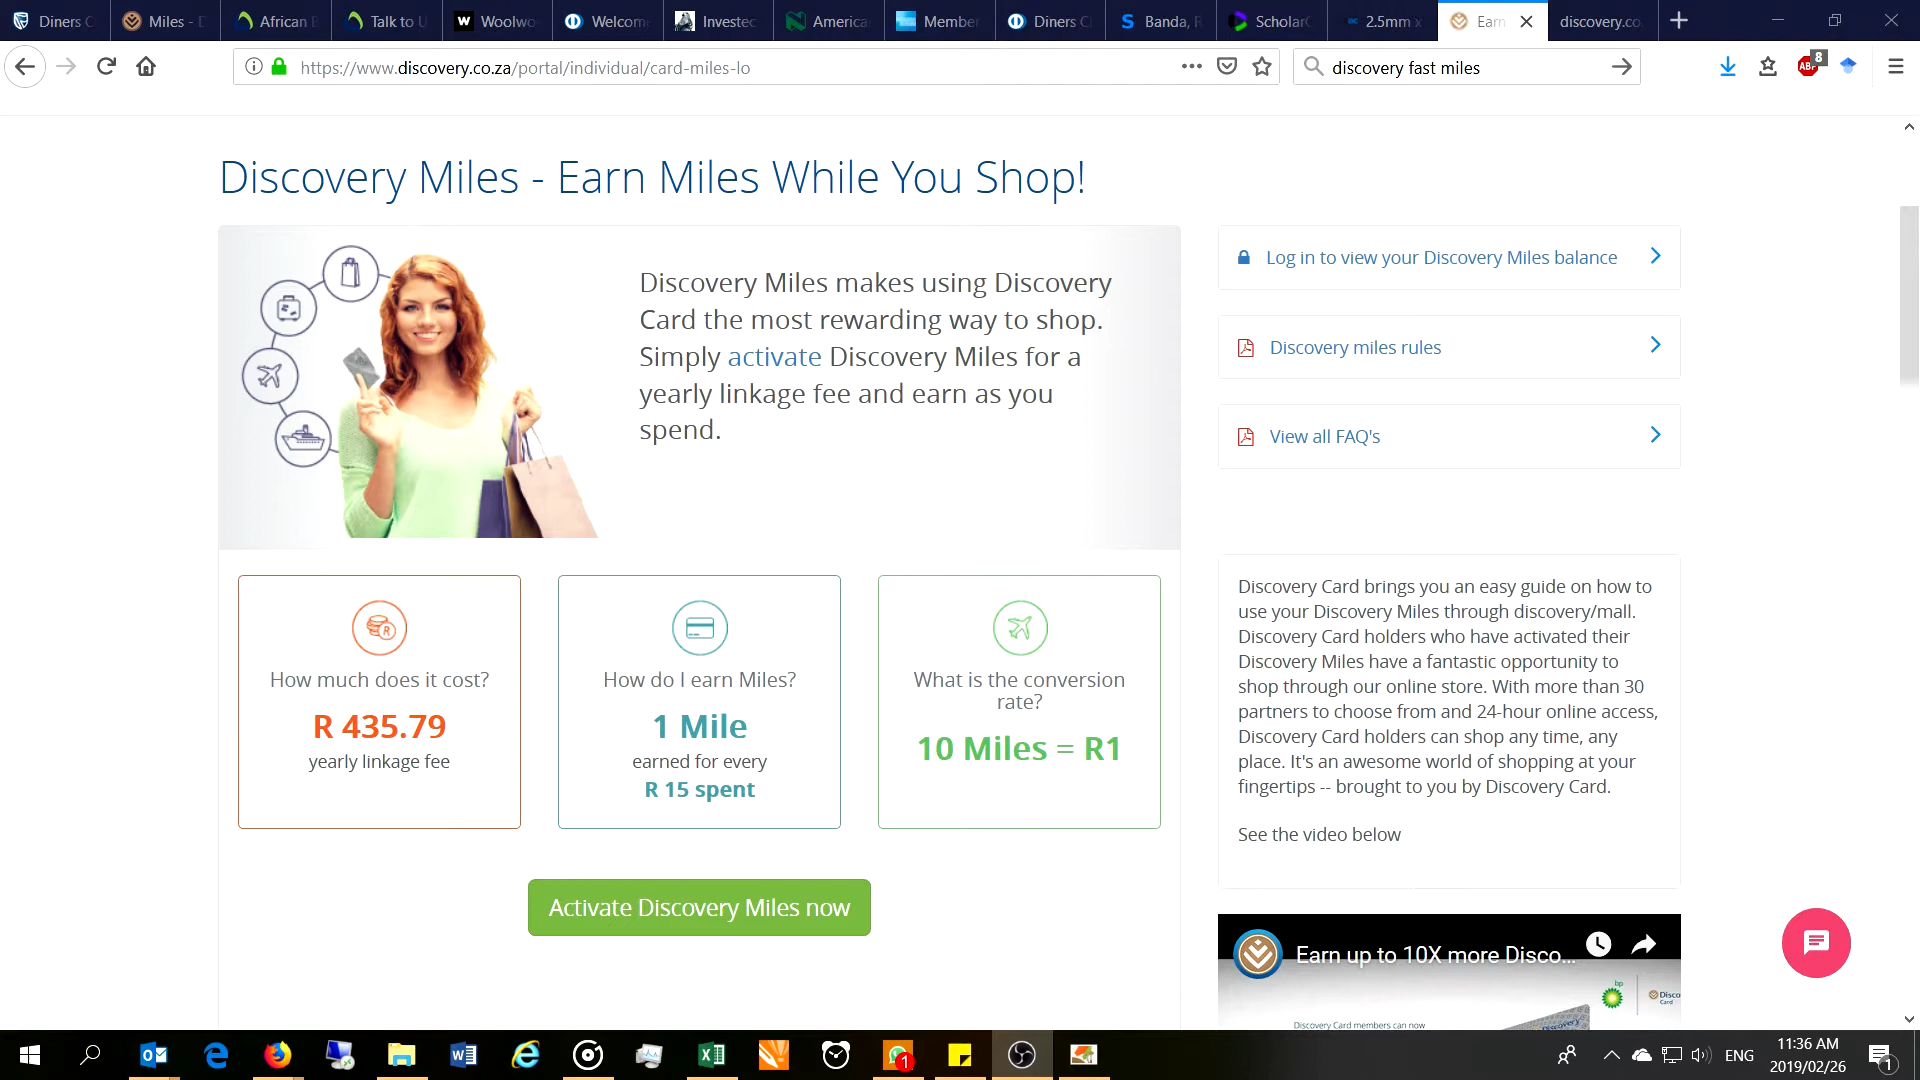 Diners C
Miles - D
African B
Talk to U
Woolwo
Welcom
Investec
America
Member
Diners Cl
Banda, R
ScholarO
2.5mm x
Earn
discovery.co
https://www.discovery.co.za/portal/individual/card-miles-lo
discovery fast miles
ABP
8
Discovery Miles - Earn Miles While You Shop!
Discovery Miles makes using Discovery
Card the most rewarding way to shop.
Simply activate Discovery Miles for a
yearly linkage fee and earn as you
spend.
How much does it cost?
R 435.79
yearly linkage fee
How do I earn Miles?
1 Mile
earned for every
R 15 spent
What is the conversion
rate?
10 Miles = R1
Activate Discovery Miles now
Log in to view your Discovery Miles balance
Discovery miles rules
View all FAQ's
Discovery Card brings you an easy guide on how to
use your Discovery Miles through discovery/mall.
Discovery Card holders who have activated their
Discovery Miles have a fantastic opportunity to
shop through our online store. With more than 30
partners to choose from and 24-hour online access,
Discovery Card holders can shop any time, any
place. It's an awesome world of shopping at your
fingertips -- brought to you by Discovery Card.
See the video below
Earn up to 10X more Disco...
bp
Disco
Card
Discovery Card members can now
Discovery
1
ENG
11:36 AM
2019/02/26
1